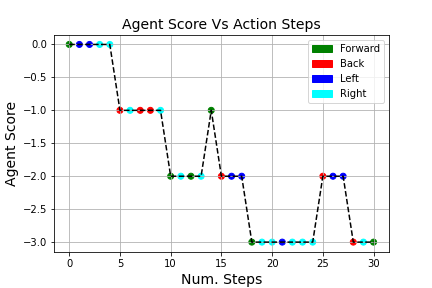 Agent Score Vs Action Steps
Forward
Back
Left
Right
Agent Score
0.0
−0.5
−1.0
−1.5
−2.0
−2.5
−3.0
0 5 10 15 20 25 30
Num. Steps